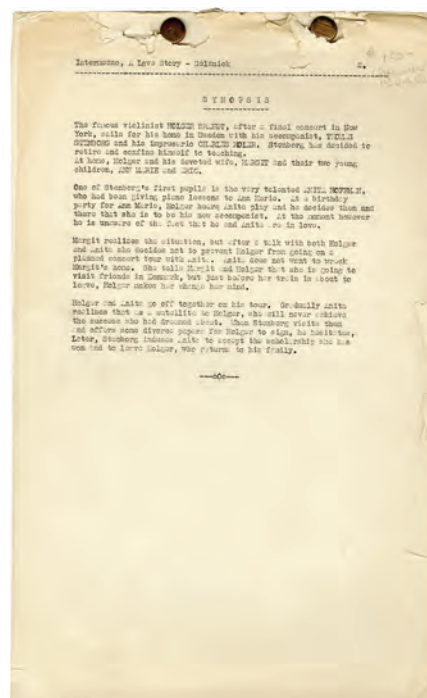 Intermezzo, A Love Story - Selznick 2.
SYNOPSIS
The famous violinist HOLGER BRANDT, after a final concert in New
York, sails for his home in Sweden with his accompanist, THOMAS
STENBORG and his impresario CHARLES MOLER. Stenborg has decided to
retire and confine himself to teaching.
At home, Holger and his devoted wife, MARGIT and their two young
children, ANN MARIE and ERIC.
One of Stenborg's first pupils is the very talented ANITA HOFFMAN,
who had been giving piano lessons to Ann Marie. At a birthday
party for Ann Marie, Holger hears Anita play and he decides then and
there that she is to be his new accompanist. At the moment however
he is unaware of the fact that he and Anita are in love.
Margit realizes the situation, but after a talk with both Holger
and Anita she decides not to prevent Holger from going on a
planned concert tour with Anita. Anita does not want to wreck
Margit's home. She tells Margit and Holger that she is going to
visit friends in Denmark, but just before her train is about to
leave, Holger makes her change her mind.
Holger and Anita go off together on his tour. Gradually Anita
realizes that as a satellite to Holger, she will never achieve
the success she had dreamed about. When Stenborg visits them
and offers some divorce papers for Holger to sign, he hesitates.
Later, Stenborg induces Anita to accept the scholarship she has
won and to leave Holger, who returns to his family.